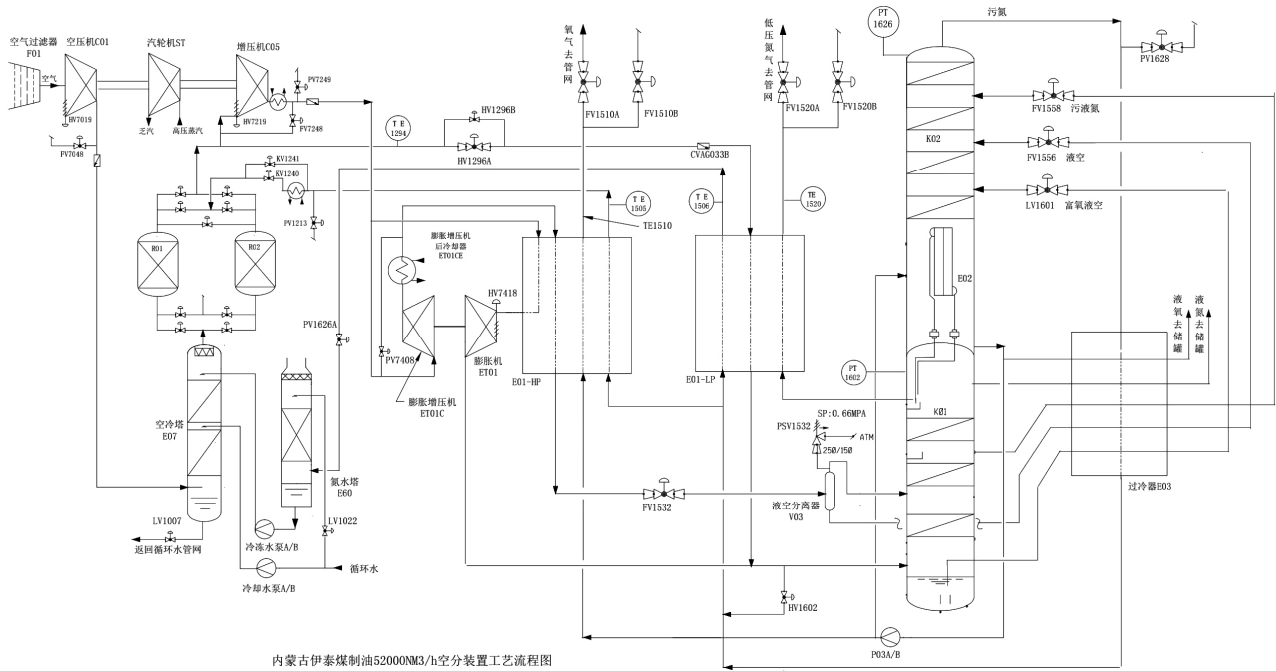 空气过滤器
F01
空压机C01
汽轮机ST
增压机C05
空气
PV7249
HV7019
乏汽
高压蒸汽
HV7219
PV7248
PV7048
KV1241
KV1240
PV1213
R01
R02
T E
1294
HV1296B
HV1296A
CVAG033B
氧气去管网
FV1510A
FV1510B
低压氮气去管网
FV1520A
FV1520B
PT
1626
污氮
PV1628
FV1558
污液氮
K02
FV1556
液空
LV1601
富氧液空
T E
1505
TE1510
T E
1506
TE
1520
膨胀增压机
后冷却器
ET01CE
HV7418
PV1626A
PV7408
膨胀机
ET01
膨胀增压机
ET01C
E01-HP
E01-LP
E02
液氧去储罐
液氮去储罐
PT
1602
K01
空冷塔
E07
氮水塔
E60
SP:0.66MPA
PSV1532
ATM
250/150
FV1532
液空分离器
V03
过冷器E03
LV1007
返回循环水管网
冷冻水泵A/B
LV1022
循环水
冷却水泵A/B
HV1602
P03A/B
内蒙古伊泰煤制油52000NM3/h空分装置工艺流程图